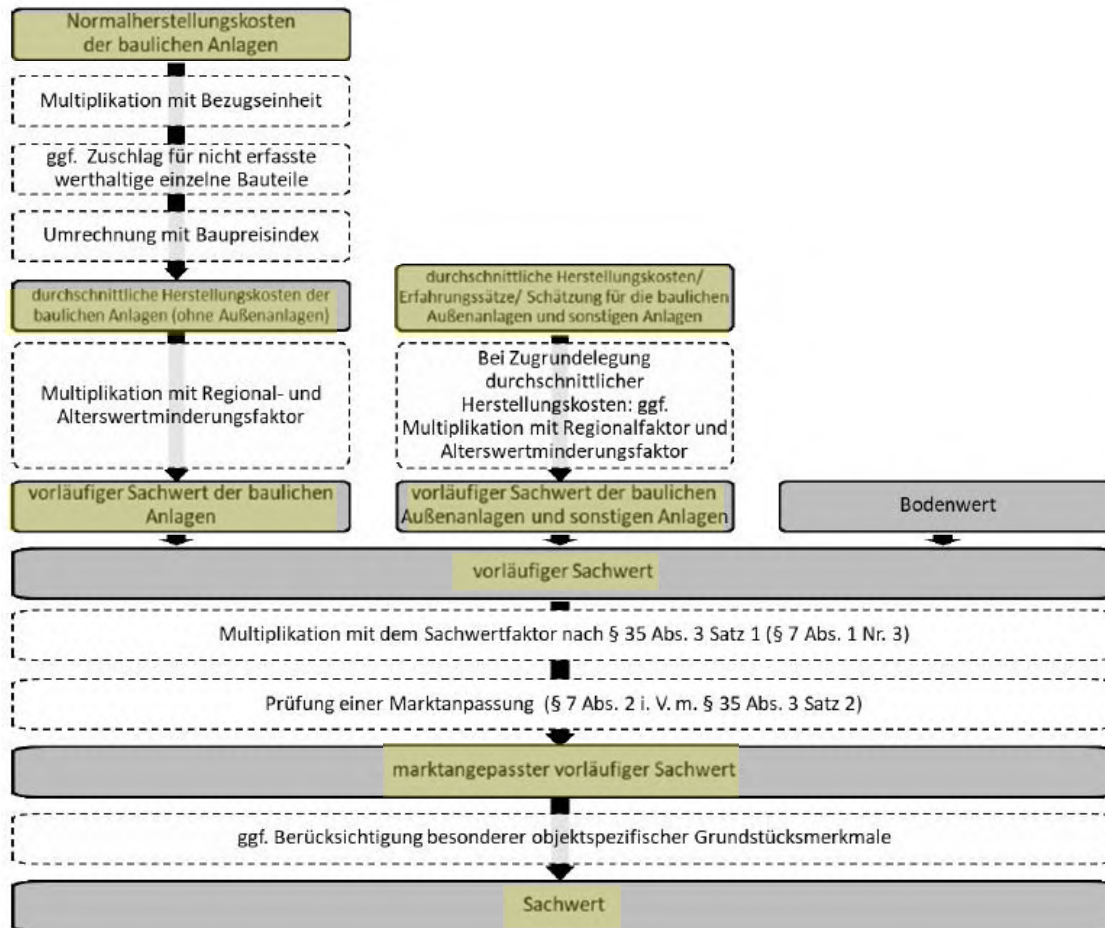 Normalherstellungskosten
der baulichen Anlagen
Multiplikation mit Bezugseinheit
ggf. Zuschlag für nicht erfasste
werthaltige einzelne Bauteile
Umrechnung mit Baupreisindex
durchschnittliche Herstellungskosten der
baulichen Anlagen (ohne Außenanlagen)
Multiplikation mit Regional- und
Alterswertminderungsfaktor
vorläufiger Sachwert der baulichen
Anlagen
durchschnittliche Herstellungskosten/
Erfahrungssätze/ Schätzung für die baulichen
Außenanlagen und sonstigen Anlagen
Bei Zugrundelegung
durchschnittlicher
Herstellungskosten: ggf.
Multiplikation mit Regionalfaktor und
Alterswertminderungsfaktor
vorläufiger Sachwert der baulichen
Außenanlagen und sonstigen Anlagen
Bodenwert
vorläufiger Sachwert
Multiplikation mit dem Sachwertfaktor nach § 35 Abs. 3 Satz 1 (§ 7 Abs. 1 Nr. 3)
Prüfung einer Marktanpassung (§ 7 Abs. 2 i. V. m. § 35 Abs. 3 Satz 2)
marktangepasster vorläufiger Sachwert
ggf. Berücksichtigung besonderer objektspezifischer Grundstücksmerkmale
Sachwert